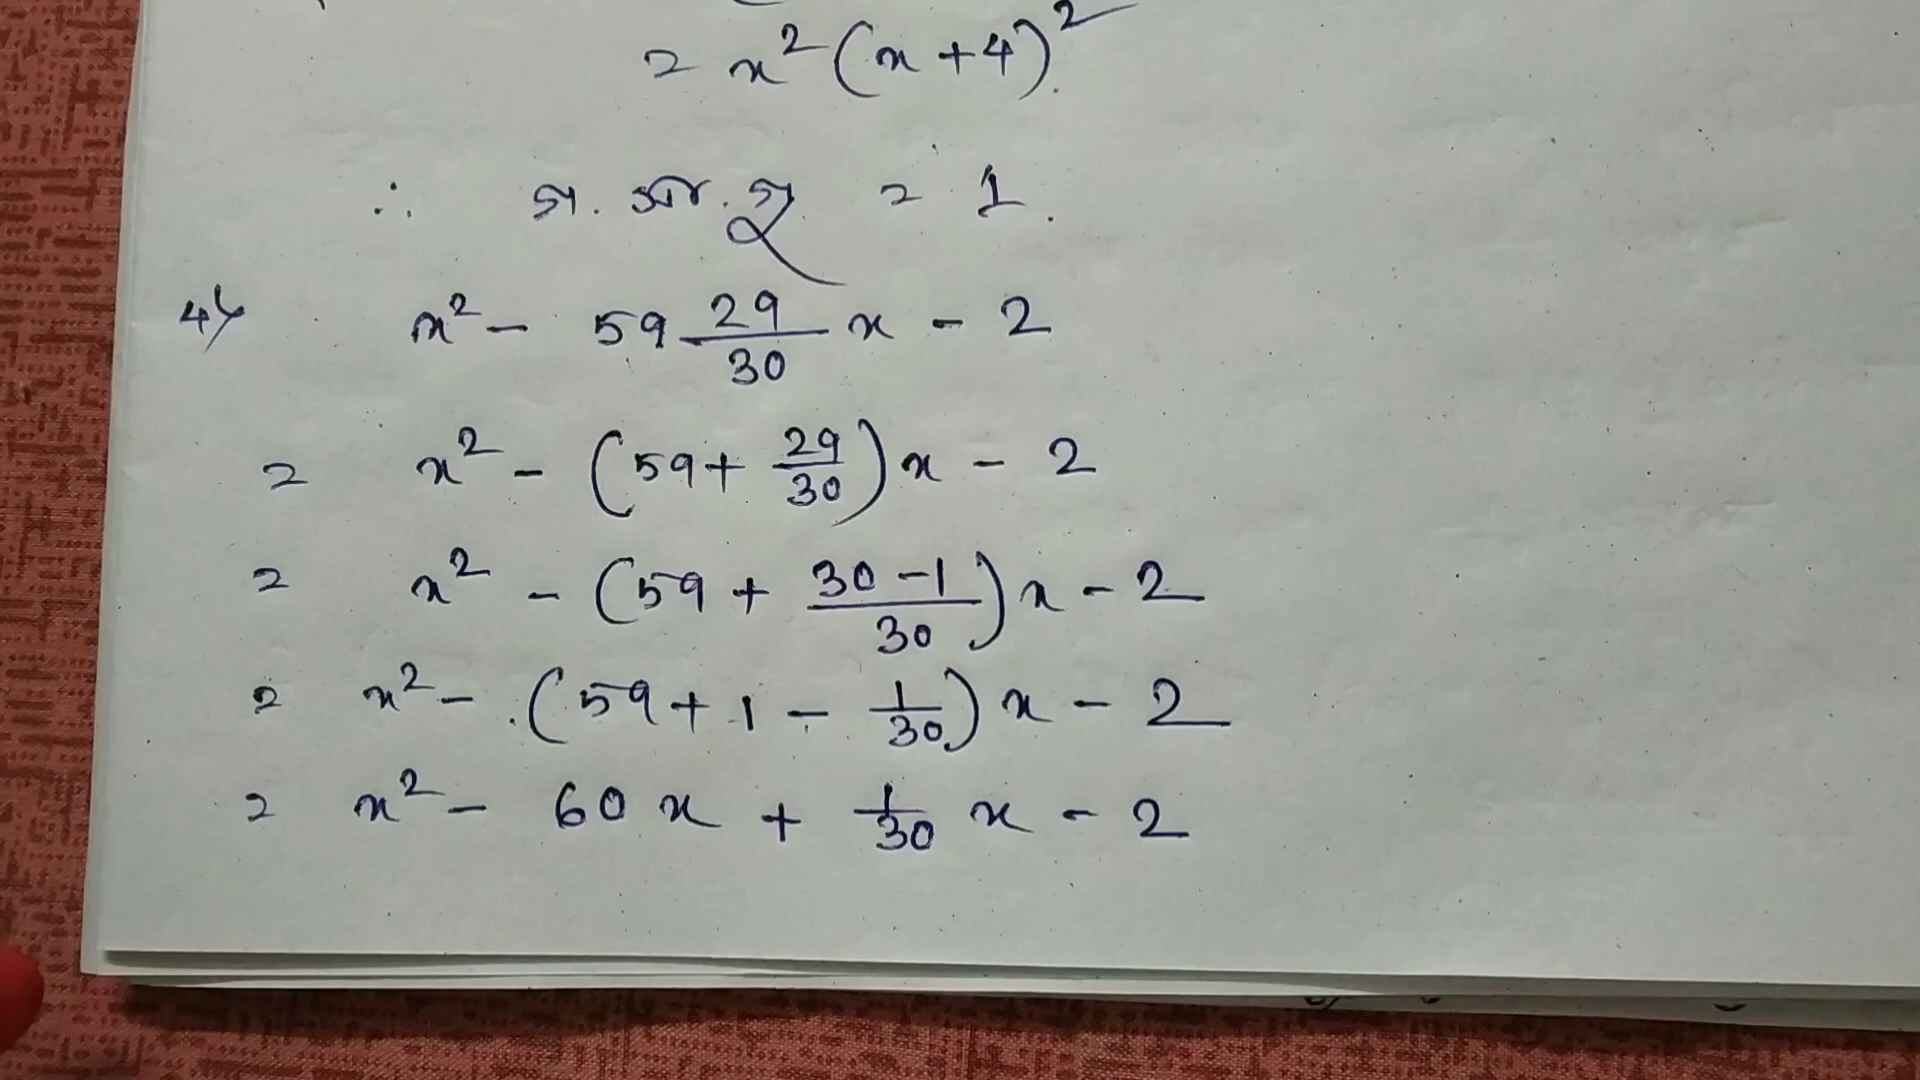 = x²(x+4)²
∴ গ.সা.গু = 1.
4) x² - 59 29/30 x - 2
= x² - (59 + 29/30)x - 2
= x² - (59 + (30-1)/30)x - 2
= x² - (59 + 1 - 1/30)x - 2
= x² - 60x + 1/30 x - 2